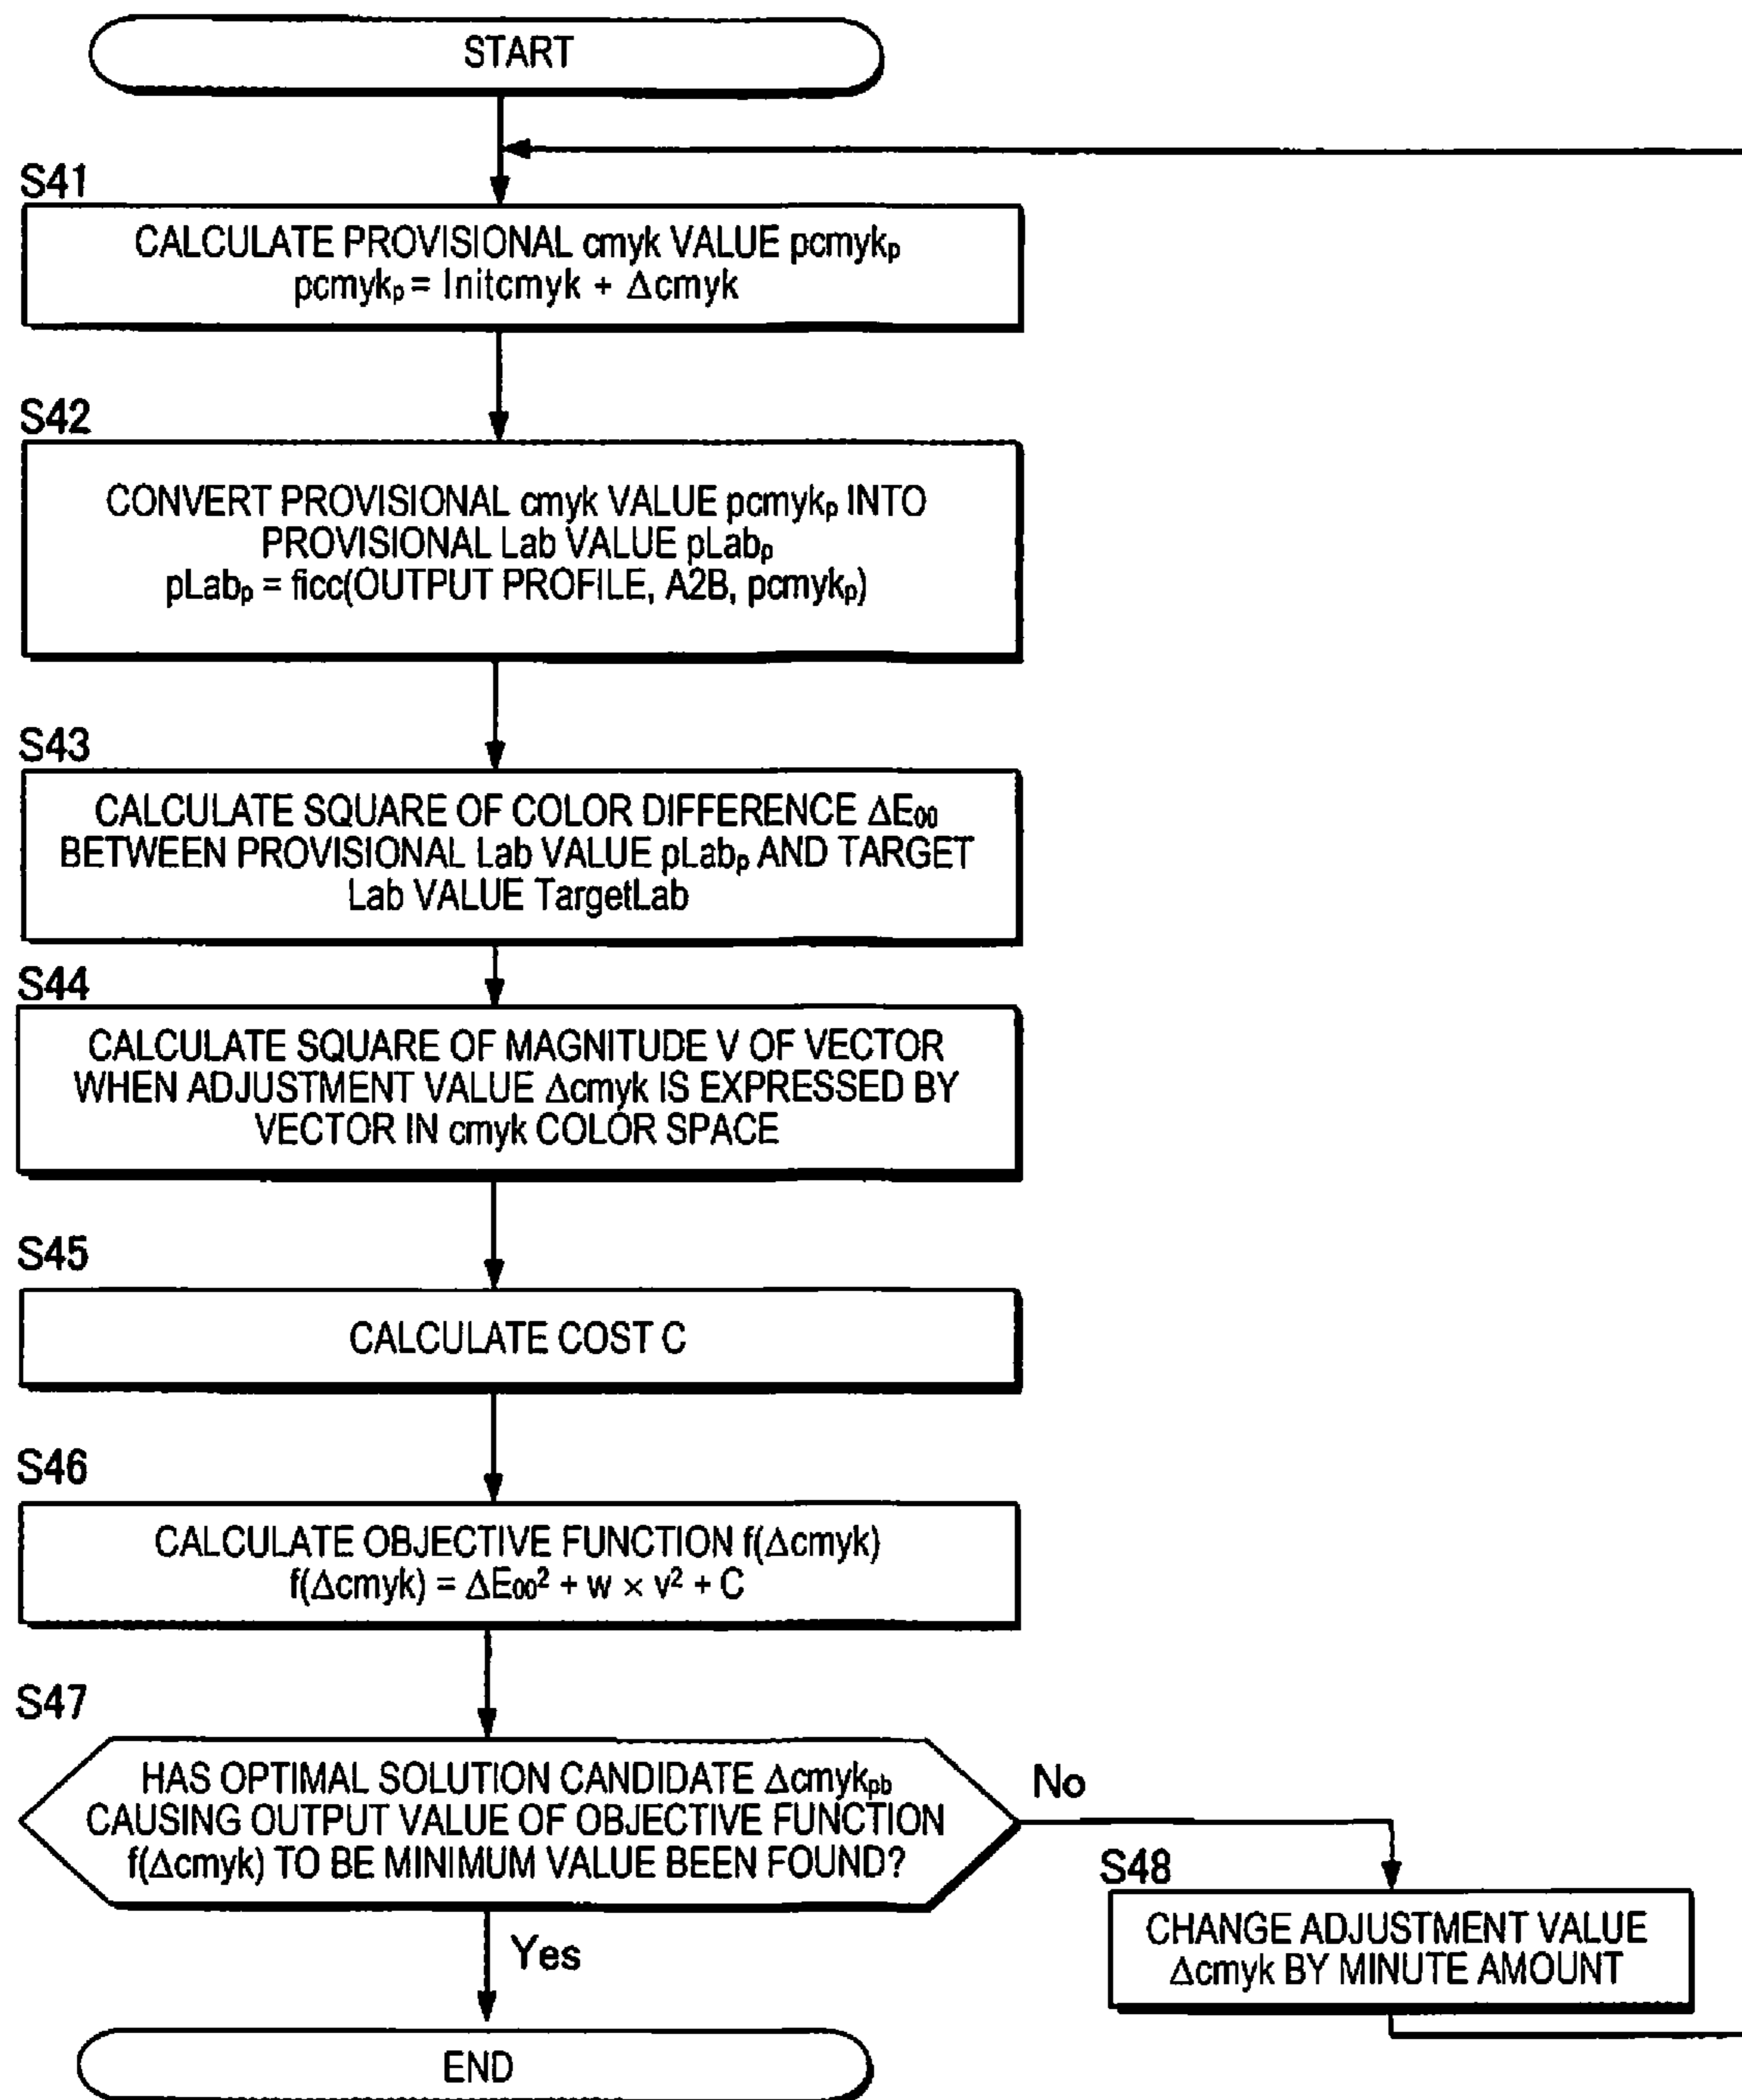 START
S41
CALCULATE PROVISIONAL cmyk VALUE pcmykₚ
pcmykₚ = Initcmyk + Δcmyk
S42
CONVERT PROVISIONAL cmyk VALUE pcmykₚ INTO
PROVISIONAL Lab VALUE pLabₚ
pLabₚ = ficc(OUTPUT PROFILE, A2B, pcmykₚ)
S43
CALCULATE SQUARE OF COLOR DIFFERENCE ΔE₀₀
BETWEEN PROVISIONAL Lab VALUE pLabₚ AND TARGET
Lab VALUE TargetLab
S44
CALCULATE SQUARE OF MAGNITUDE V OF VECTOR
WHEN ADJUSTMENT VALUE Δcmyk IS EXPRESSED BY
VECTOR IN cmyk COLOR SPACE
S45
CALCULATE COST C
S46
CALCULATE OBJECTIVE FUNCTION f(Δcmyk)
f(Δcmyk) = ΔE₀₀² + w × v² + C
S47
HAS OPTIMAL SOLUTION CANDIDATE Δcmyk_pb
CAUSING OUTPUT VALUE OF OBJECTIVE FUNCTION
f(Δcmyk) TO BE MINIMUM VALUE BEEN FOUND?
No
S48
CHANGE ADJUSTMENT VALUE
Δcmyk BY MINUTE AMOUNT
Yes
END